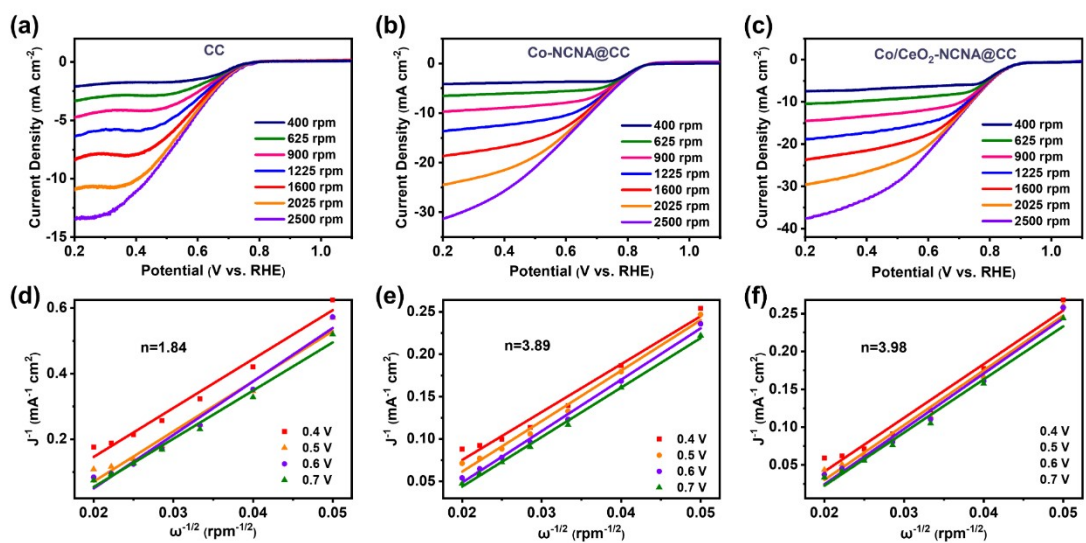 (a)
CC
Current Density (mA cm⁻²)
0
-5
-10
-15
0.2 0.4 0.6 0.8 1.0
Potential (V vs. RHE)
400 rpm
625 rpm
900 rpm
1225 rpm
1600 rpm
2025 rpm
2500 rpm
(b)
Co-NCNA@CC
Current Density (mA cm⁻²)
0
-10
-20
-30
0.2 0.4 0.6 0.8 1.0
Potential (V vs. RHE)
400 rpm
625 rpm
900 rpm
1225 rpm
1600 rpm
2025 rpm
2500 rpm
(c)
Co/CeO₂-NCNA@CC
Current Density (mA cm⁻²)
0
-10
-20
-30
-40
0.2 0.4 0.6 0.8 1.0
Potential (V vs. RHE)
400 rpm
625 rpm
900 rpm
1225 rpm
1600 rpm
2025 rpm
2500 rpm
(d)
n=1.84
J⁻¹ (mA⁻¹ cm²)
0.6
0.4
0.2
0.02 0.03 0.04 0.05
ω⁻¹/² (rpm⁻¹/²)
0.4 V
0.5 V
0.6 V
0.7 V
(e)
n=3.89
J⁻¹ (mA⁻¹ cm²)
0.25
0.20
0.15
0.10
0.05
0.02 0.03 0.04 0.05
ω⁻¹/² (rpm⁻¹/²)
0.4 V
0.5 V
0.6 V
0.7 V
(f)
n=3.98
J⁻¹ (mA⁻¹ cm²)
0.25
0.20
0.15
0.10
0.05
0.02 0.03 0.04 0.05
ω⁻¹/² (rpm⁻¹/²)
0.4 V
0.5 V
0.6 V
0.7 V